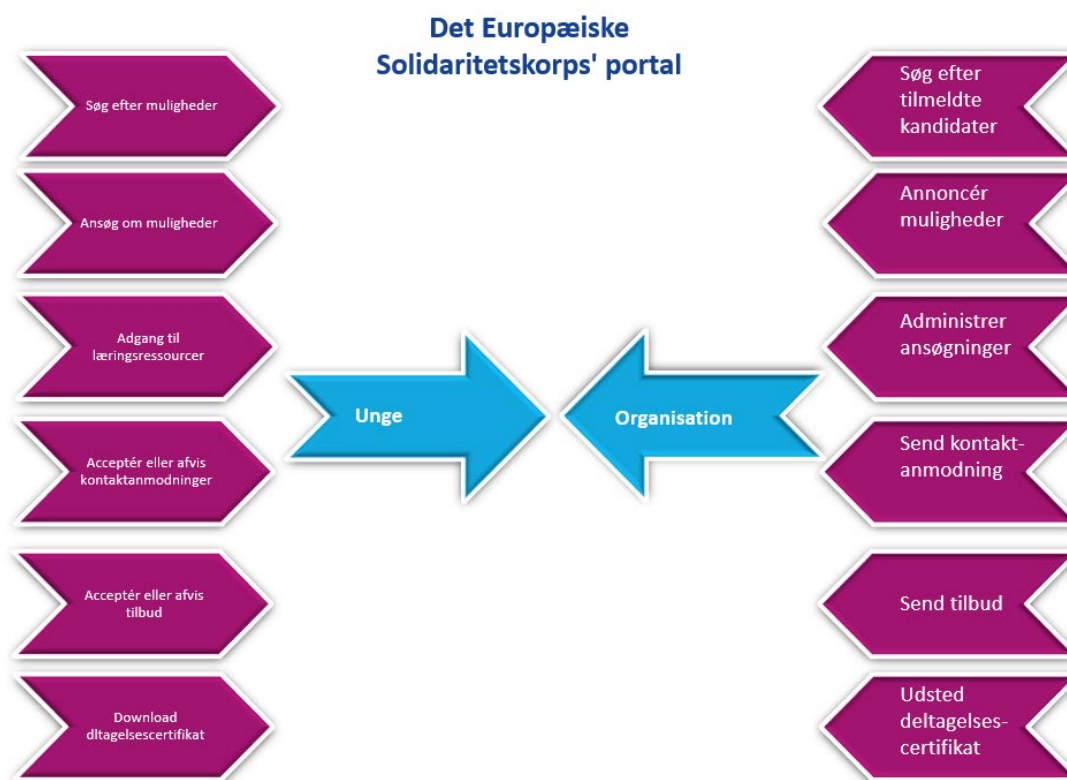 Det Europæiske
Solidaritetskorps' portal
Søg efter muligheder
Ansøg om muligheder
Adgang til
læringsressourcer
Acceptér eller afvis
kontaktanmodninger
Acceptér eller afvis
tilbud
Download
dltagelsescertifikat
Unge
Organisation
Søg efter
tilmeldte
kandidater
Annoncér
muligheder
Administrer
ansøgninger
Send kontakt-
anmodning
Send tilbud
Udsted
deltagelses-
certifikat